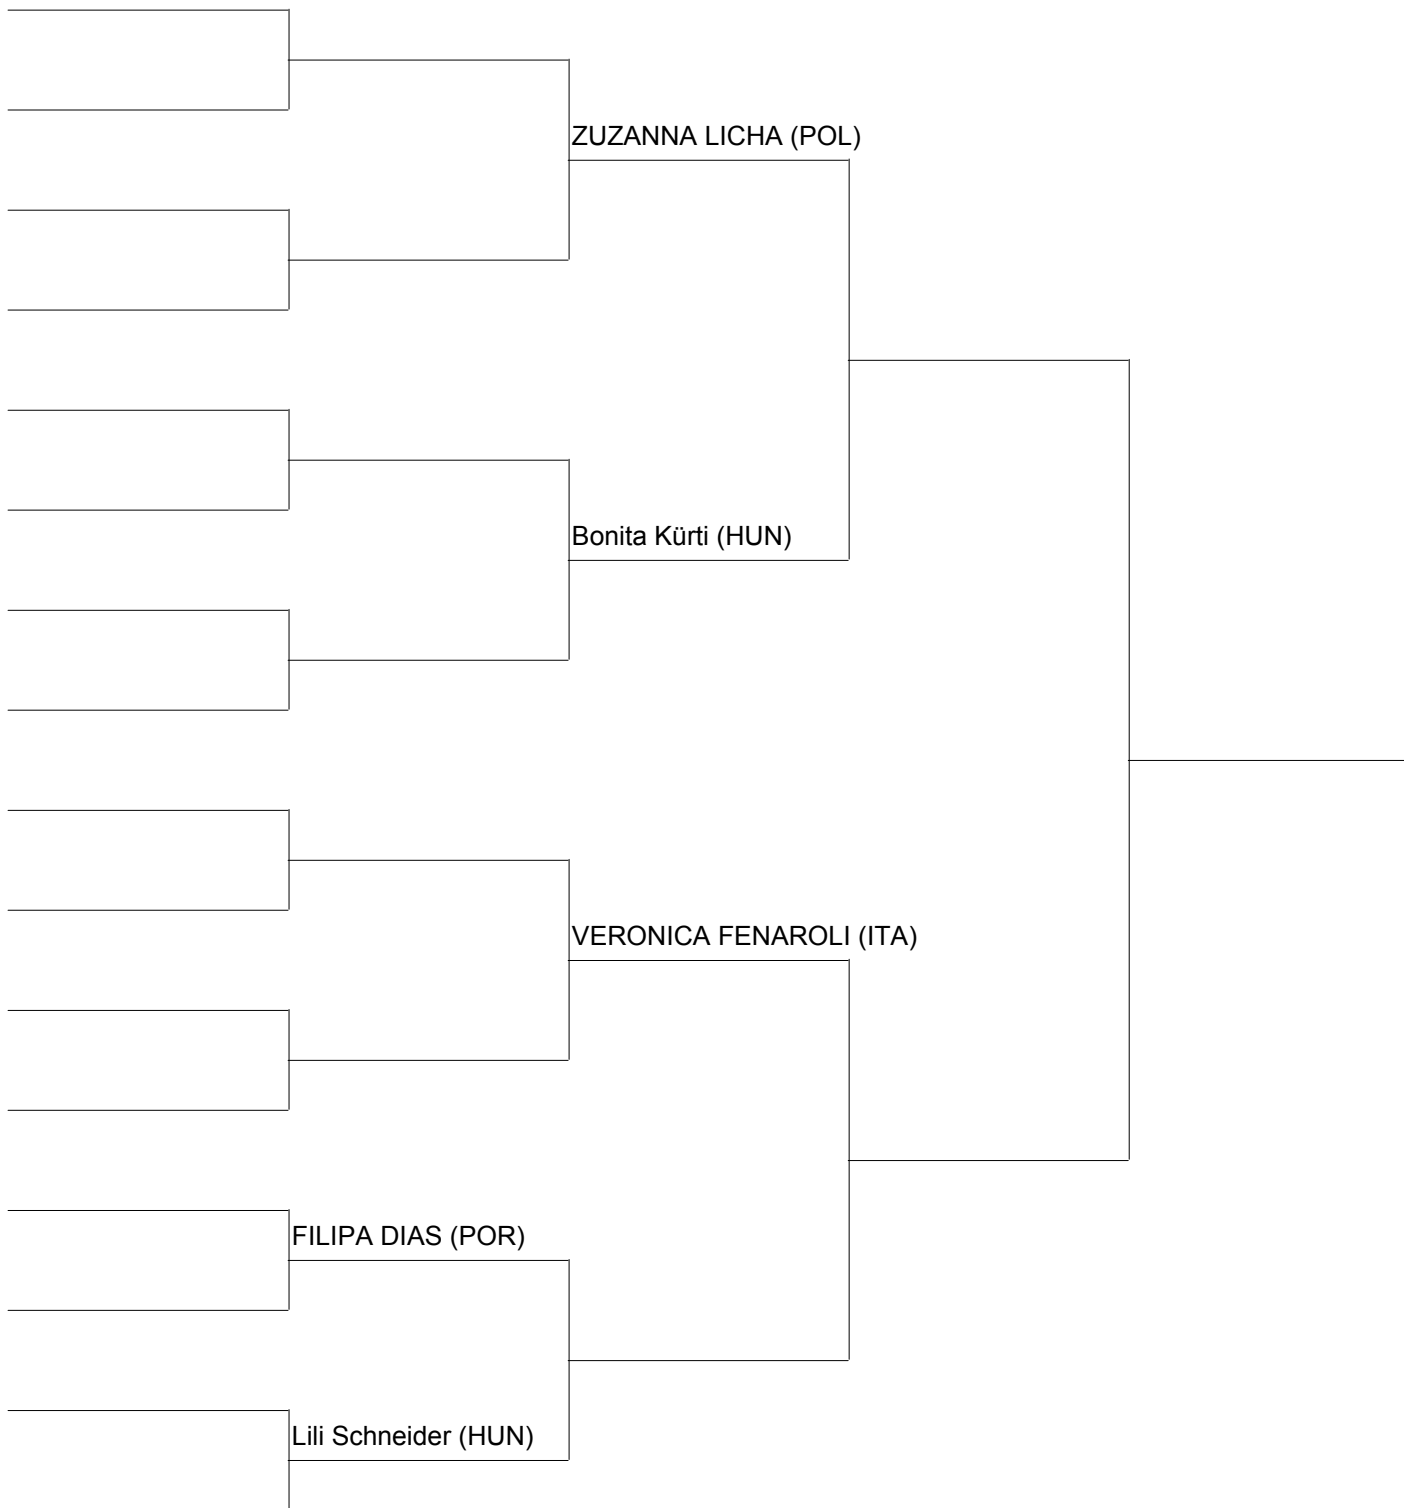 ZUZANNA LICHA (POL)
Bonita Kürti (HUN)
VERONICA FENAROLI (ITA)
FILIPA DIAS (POR)
Lili Schneider (HUN)